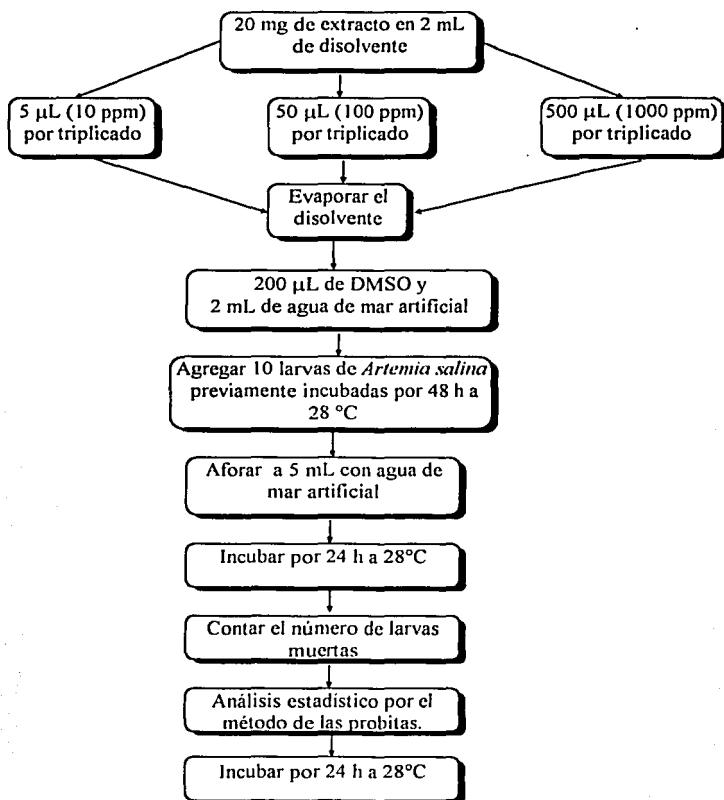 20 mg de extracto en 2 mL
de disolvente
5 µL (10 ppm)
por triplicado
50 µL (100 ppm)
por triplicado
500 µL (1000 ppm)
por triplicado
Evaporar el
disolvente
200 µL de DMSO y
2 mL de agua de mar artificial
Agregar 10 larvas de Artemia salina
previamente incubadas por 48 h a
28 °C
Aforar a 5 mL con agua de
mar artificial
Incubar por 24 h a 28°C
Contar el número de larvas
muertas
Análisis estadístico por el
método de las probitas.
Incubar por 24 h a 28°C